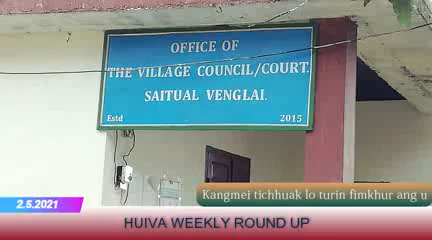 OFFICE OF
THE VILLAGE COUNCIL/COURT.
SAITUAL VENGLAI.
Estd 2015
Kangmei tichhuak lo turin fimkhur ang u
2.5.2021
HUIVA WEEKLY ROUND UP